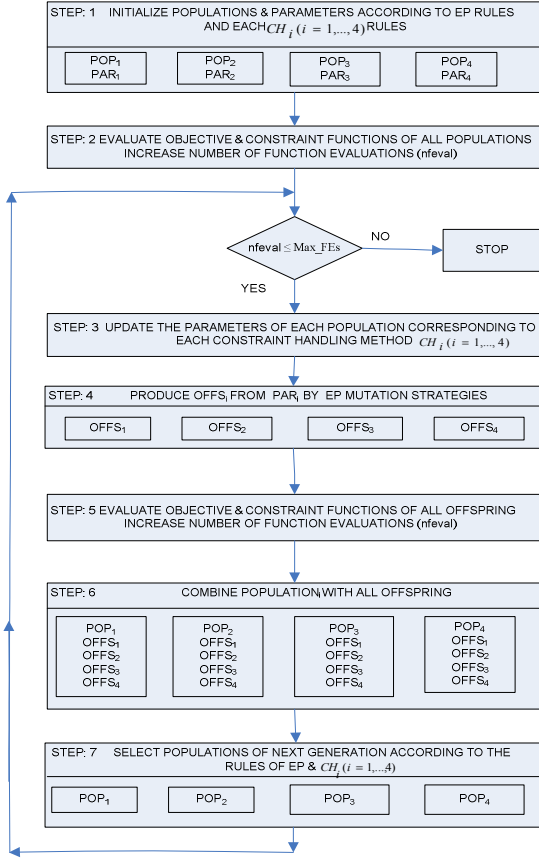 STEP: 1 INITIALIZE POPULATIONS & PARAMETERS ACCORDING TO EP RULES
AND EACH CH i (i = 1,..., 4) RULES
POP1 POP2 POP3 POP4
PAR1 PAR2 PAR3 PAR4
STEP: 2 EVALUATE OBJECTIVE & CONSTRAINT FUNCTIONS OF ALL POPULATIONS
INCREASE NUMBER OF FUNCTION EVALUATIONS (nfeval)
nfeval ≤ Max_FEs
NO
STOP
YES
STEP: 3 UPDATE THE PARAMETERS OF EACH POPULATION CORRESPONDING TO
EACH CONSTRAINT HANDLING METHOD CH i (i = 1,..., 4)
STEP: 4 PRODUCE OFFSi FROM PARi BY EP MUTATION STRATEGIES
OFFS1 OFFS2 OFFS3 OFFS4
STEP: 5 EVALUATE OBJECTIVE & CONSTRAINT FUNCTIONS OF ALL OFFSPRING
INCREASE NUMBER OF FUNCTION EVALUATIONS (nfeval)
STEP: 6 COMBINE POPULATIONi WITH ALL OFFSPRING
POP1 POP2 POP3 POP4
OFFS1 OFFS1 OFFS1 OFFS1
OFFS2 OFFS2 OFFS2 OFFS2
OFFS3 OFFS3 OFFS3 OFFS3
OFFS4 OFFS4 OFFS4 OFFS4
STEP: 7 SELECT POPULATIONS OF NEXT GENERATION ACCORDING TO THE
RULES OF EP & CH i (i = 1,...,4)
POP1 POP2 POP3 POP4